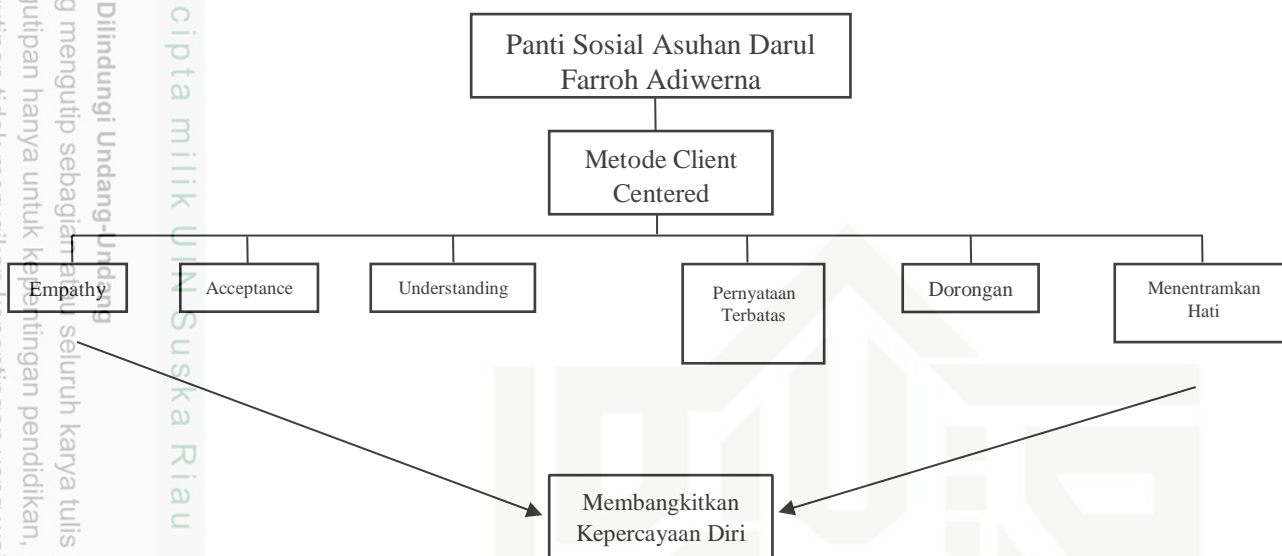 Panti Sosial Asuhan Darul
Farroh Adiwerna
Metode Client
Centered
Empathy
Acceptance
Understanding
Pernyataan
Terbatas
Dorongan
Menentramkan
Hati
Membangkitkan
Kepercayaan Diri
cipta milik UIN Suska Riau
Dilindungi Undang-Undang
mengutip sebagian atau seluruh karya tulis
hanya untuk kepentingan pendidikan,